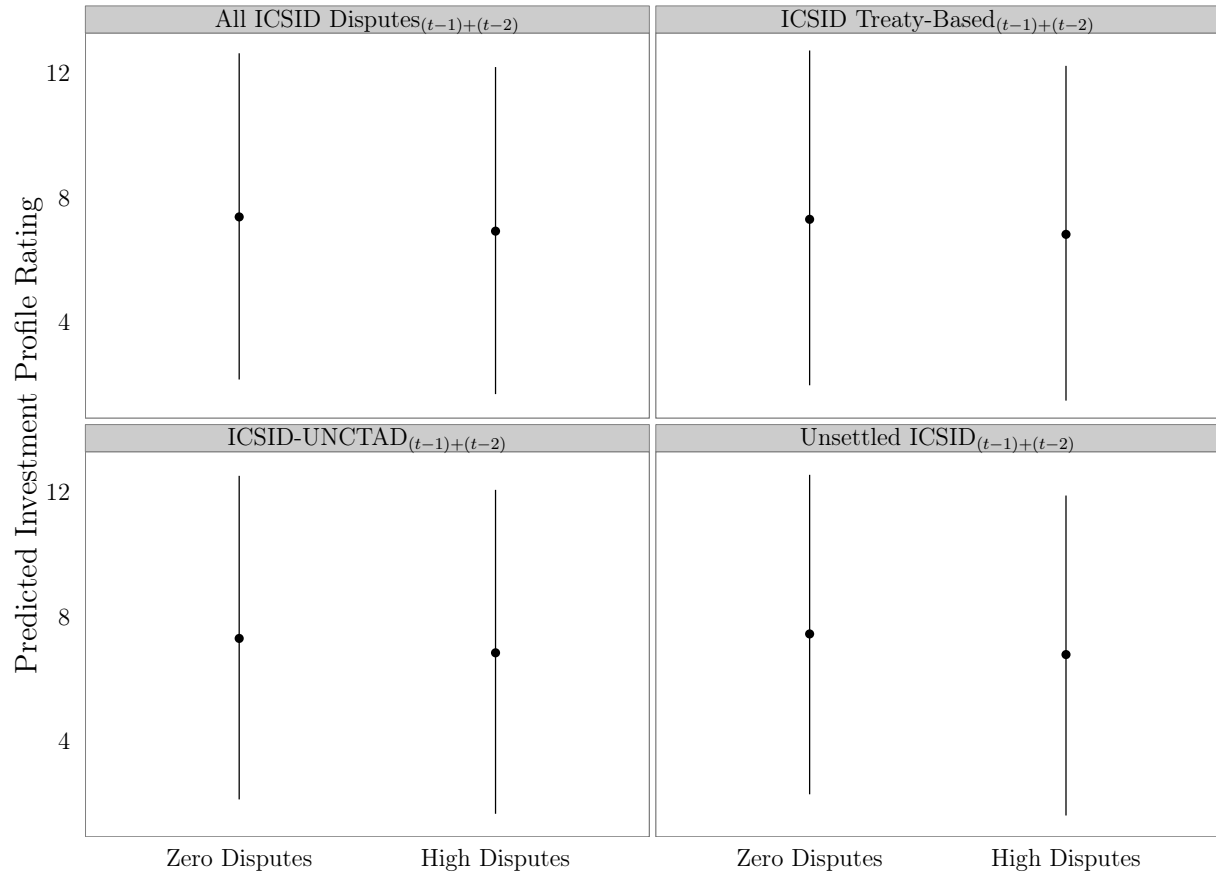 All ICSID Disputes(t−1)+(t−2)
ICSID Treaty-Based(t−1)+(t−2)
12
8
4
ICSID-UNCTAD(t−1)+(t−2)
Unsettled ICSID(t−1)+(t−2)
12
8
4
Predicted Investment Profile Rating
Zero Disputes
High Disputes
Zero Disputes
High Disputes